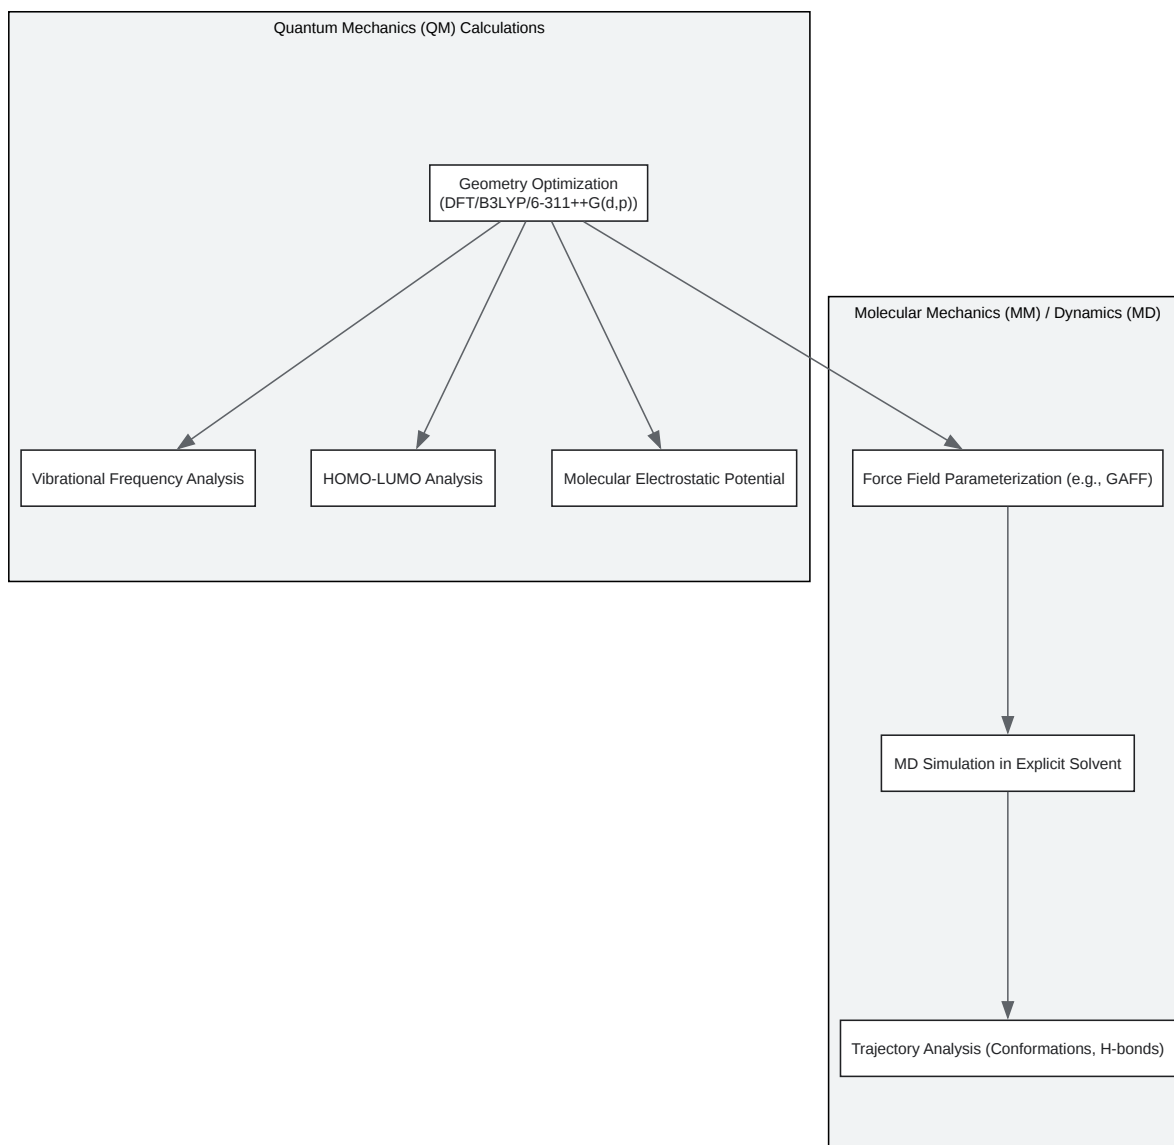 Quantum Mechanics (QM) Calculations
Geometry Optimization
(DFT/B3LYP/6-311++G(d,p))
Molecular Mechanics (MM) / Dynamics (MD)
Vibrational Frequency Analysis
HOMO-LUMO Analysis
Molecular Electrostatic Potential
Force Field Parameterization (e.g., GAFF)
MD Simulation in Explicit Solvent
Trajectory Analysis (Conformations, H-bonds)